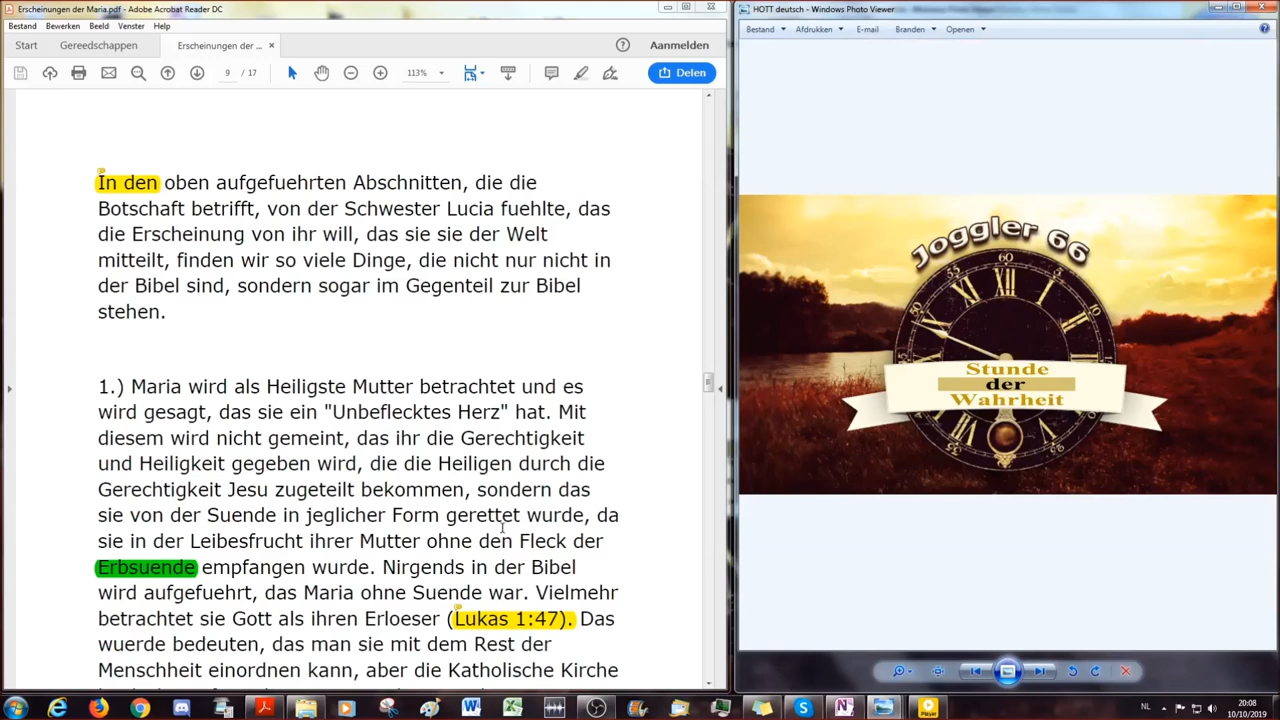 Erscheinungen der Maria.pdf - Adobe Acrobat Reader DC
Bestand Bewerken Beeld Venster Help
Start Gereedschappen Erscheinungen der ... × Aanmelden
9 / 17 113% Delen
In den oben aufgefuehrten Abschnitten, die die
Botschaft betrifft, von der Schwester Lucia fuehlte, das
die Erscheinung von ihr will, das sie sie der Welt
mitteilt, finden wir so viele Dinge, die nicht nur nicht in
der Bibel sind, sondern sogar im Gegenteil zur Bibel
stehen.
1.) Maria wird als Heiligste Mutter betrachtet und es
wird gesagt, das sie ein "Unbeflecktes Herz" hat. Mit
diesem wird nicht gemeint, das ihr die Gerechtigkeit
und Heiligkeit gegeben wird, die die Heiligen durch die
Gerechtigkeit Jesu zugeteilt bekommen, sondern das
sie von der Suende in jeglicher Form gerettet wurde, da
sie in der Leibesfrucht ihrer Mutter ohne den Fleck der
Erbsuende empfangen wurde. Nirgends in der Bibel
wird aufgefuehrt, das Maria ohne Suende war. Vielmehr
betrachtet sie Gott als ihren Erloeser (Lukas 1:47). Das
wuerde bedeuten, das man sie mit dem Rest der
Menschheit einordnen kann, aber die Katholische Kirche
HOTT deutsch - Windows Photo Viewer
Bestand Afdrukken E-mail Branden Openen
Joggler 66
55 60 5
50
XII
Stunde
der
Wahrheit
NL 20:08
10/10/2019